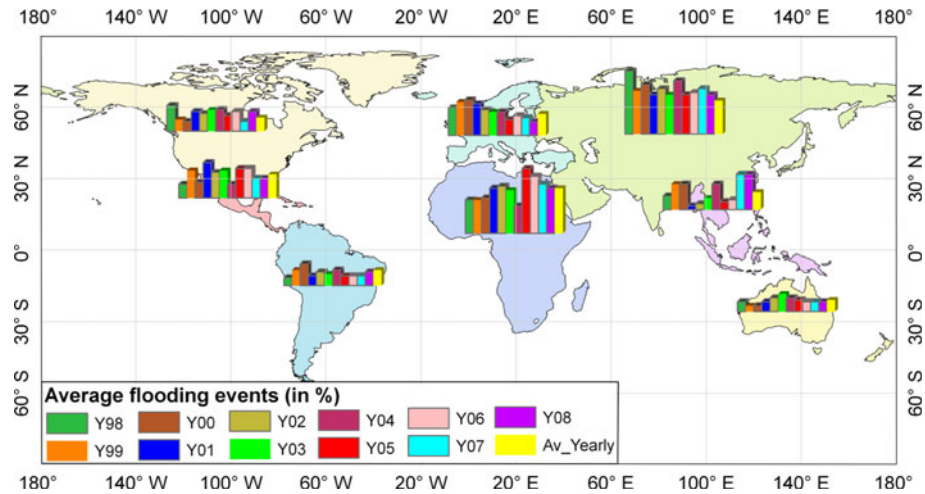 180° 140° W 100° W 60° W 20° W 20° E 60° E 100° E 140° E 180°
60° N 60° N
30° N 30° N
0° 0°
30° S 30° S
60° S 60° S
Average flooding events (in %)
Y98 Y00 Y02 Y04 Y06 Y08
Y99 Y01 Y03 Y05 Y07 Av_Yearly
180° 140° W 100° W 60° W 20° W 20° E 60° E 100° E 140° E 180°